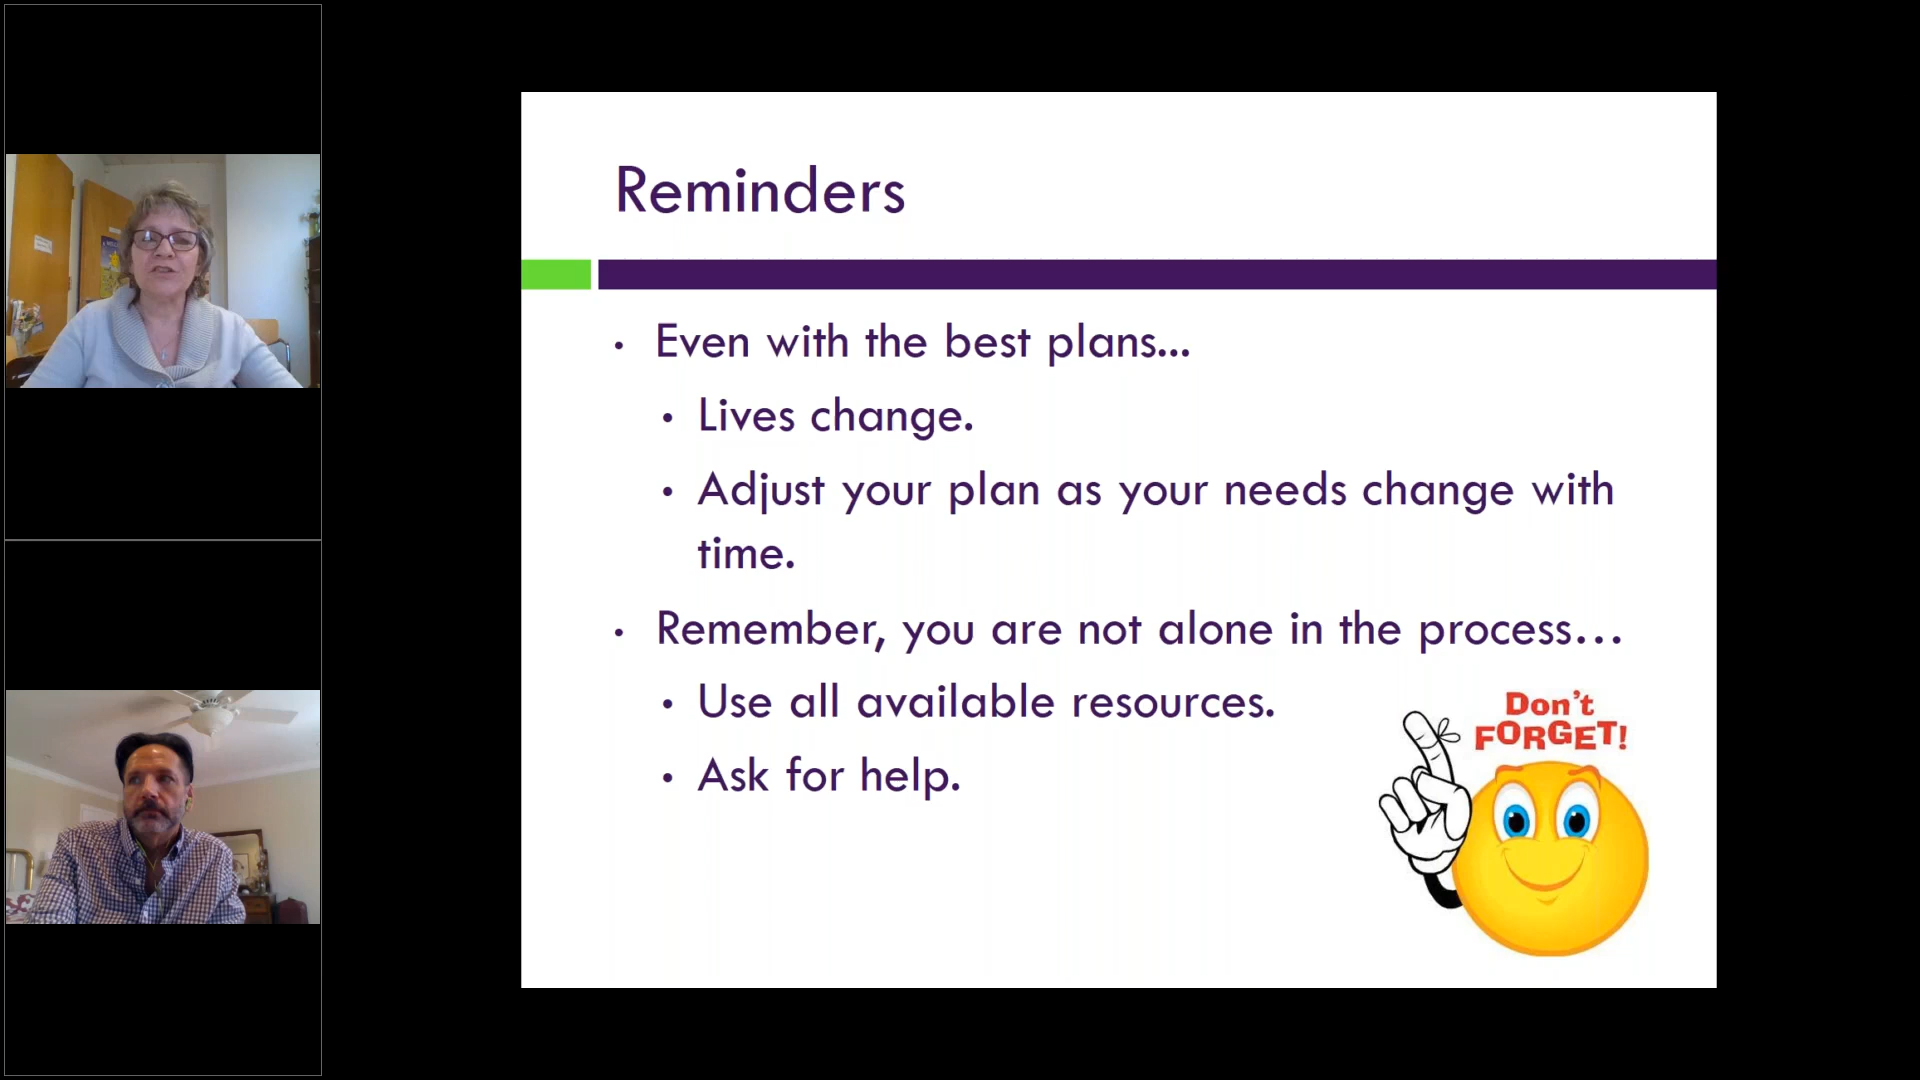 Reminders
• Even with the best plans...
• Lives change.
• Adjust your plan as your needs change with
time.
• Remember, you are not alone in the process...
• Use all available resources.
• Ask for help.
Don't
FORGET!